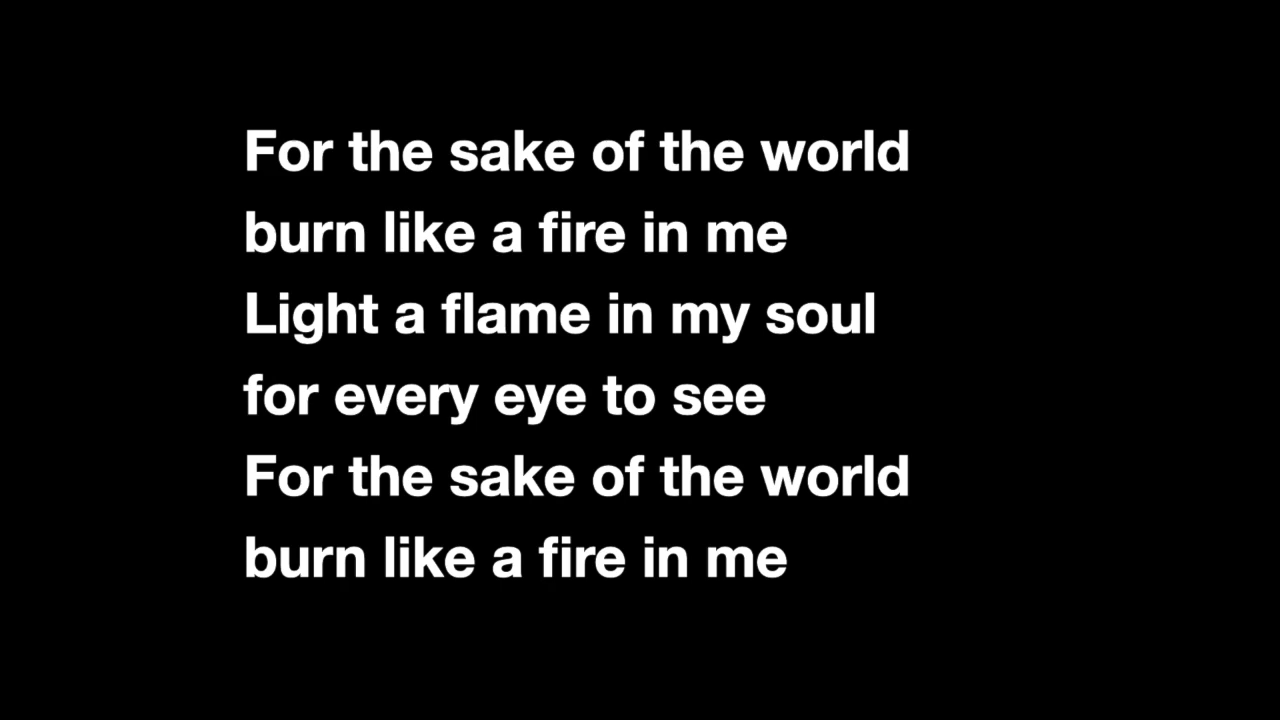 For the sake of the world
burn like a fire in me
Light a flame in my soul
for every eye to see
For the sake of the world
burn like a fire in me